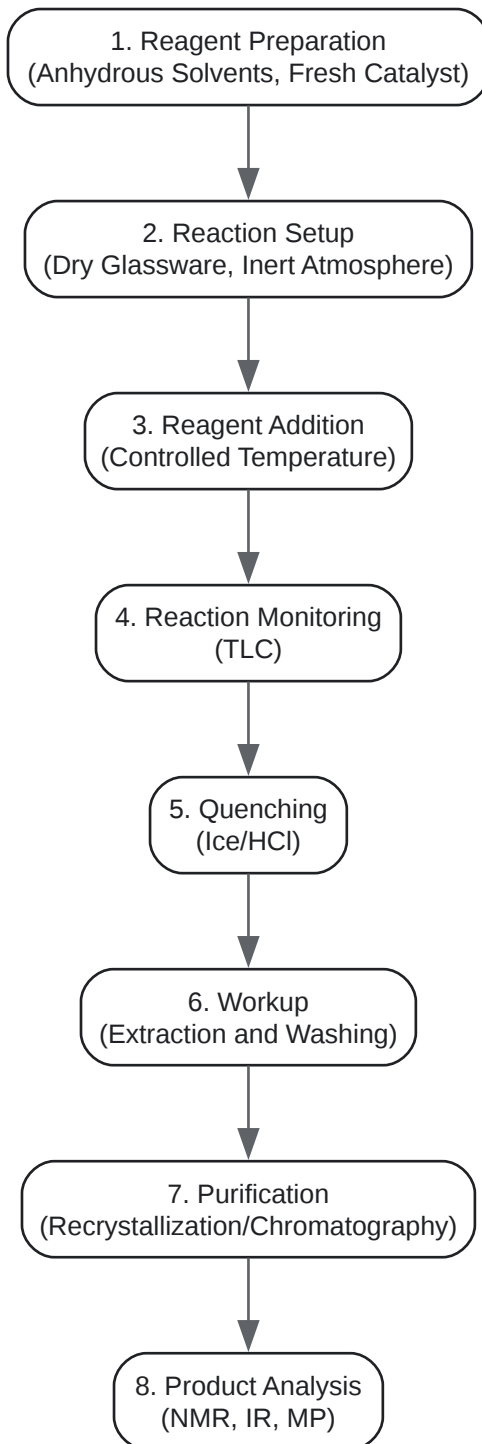 1. Reagent Preparation
(Anhydrous Solvents, Fresh Catalyst)
2. Reaction Setup
(Dry Glassware, Inert Atmosphere)
3. Reagent Addition
(Controlled Temperature)
4. Reaction Monitoring
(TLC)
5. Quenching
(Ice/HCl)
6. Workup
(Extraction and Washing)
7. Purification
(Recrystallization/Chromatography)
8. Product Analysis
(NMR, IR, MP)